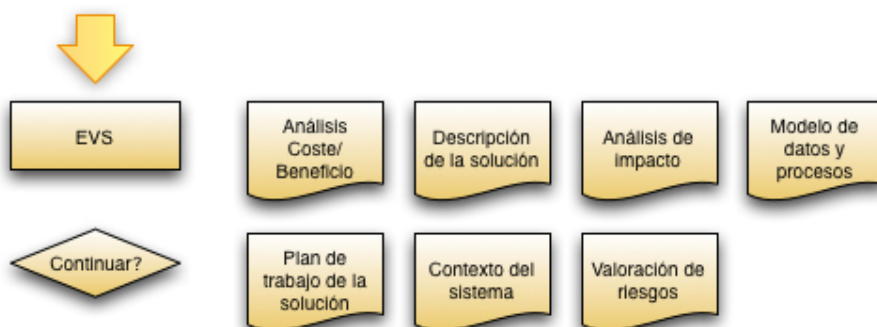 EVS
Análisis
Coste/
Beneficio
Descripción
de la solución
Análisis de
impacto
Modelo de
datos y
procesos
Continuar?
Plan de
trabajo de la
solución
Contexto del
sistema
Valoración de
riesgos